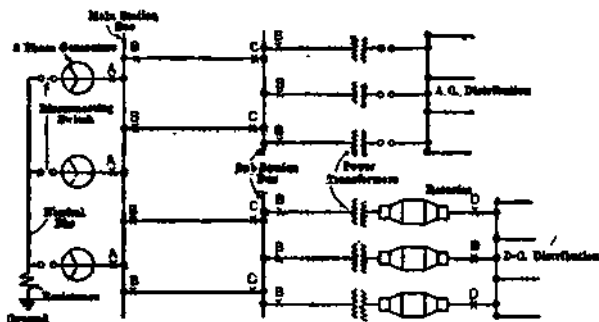 Main Station
Bus
3 Phase Generators
A
B
C
B
A.C. Distribution
Disconnecting
Switch
B
C
B
B
A
Sub Station
Bus
Power
Transformers
Rotaries
Neutral
Bus
B
C
B
D
A
B
B
D.C. Distribution
Resistance
B
C
B
D
Ground